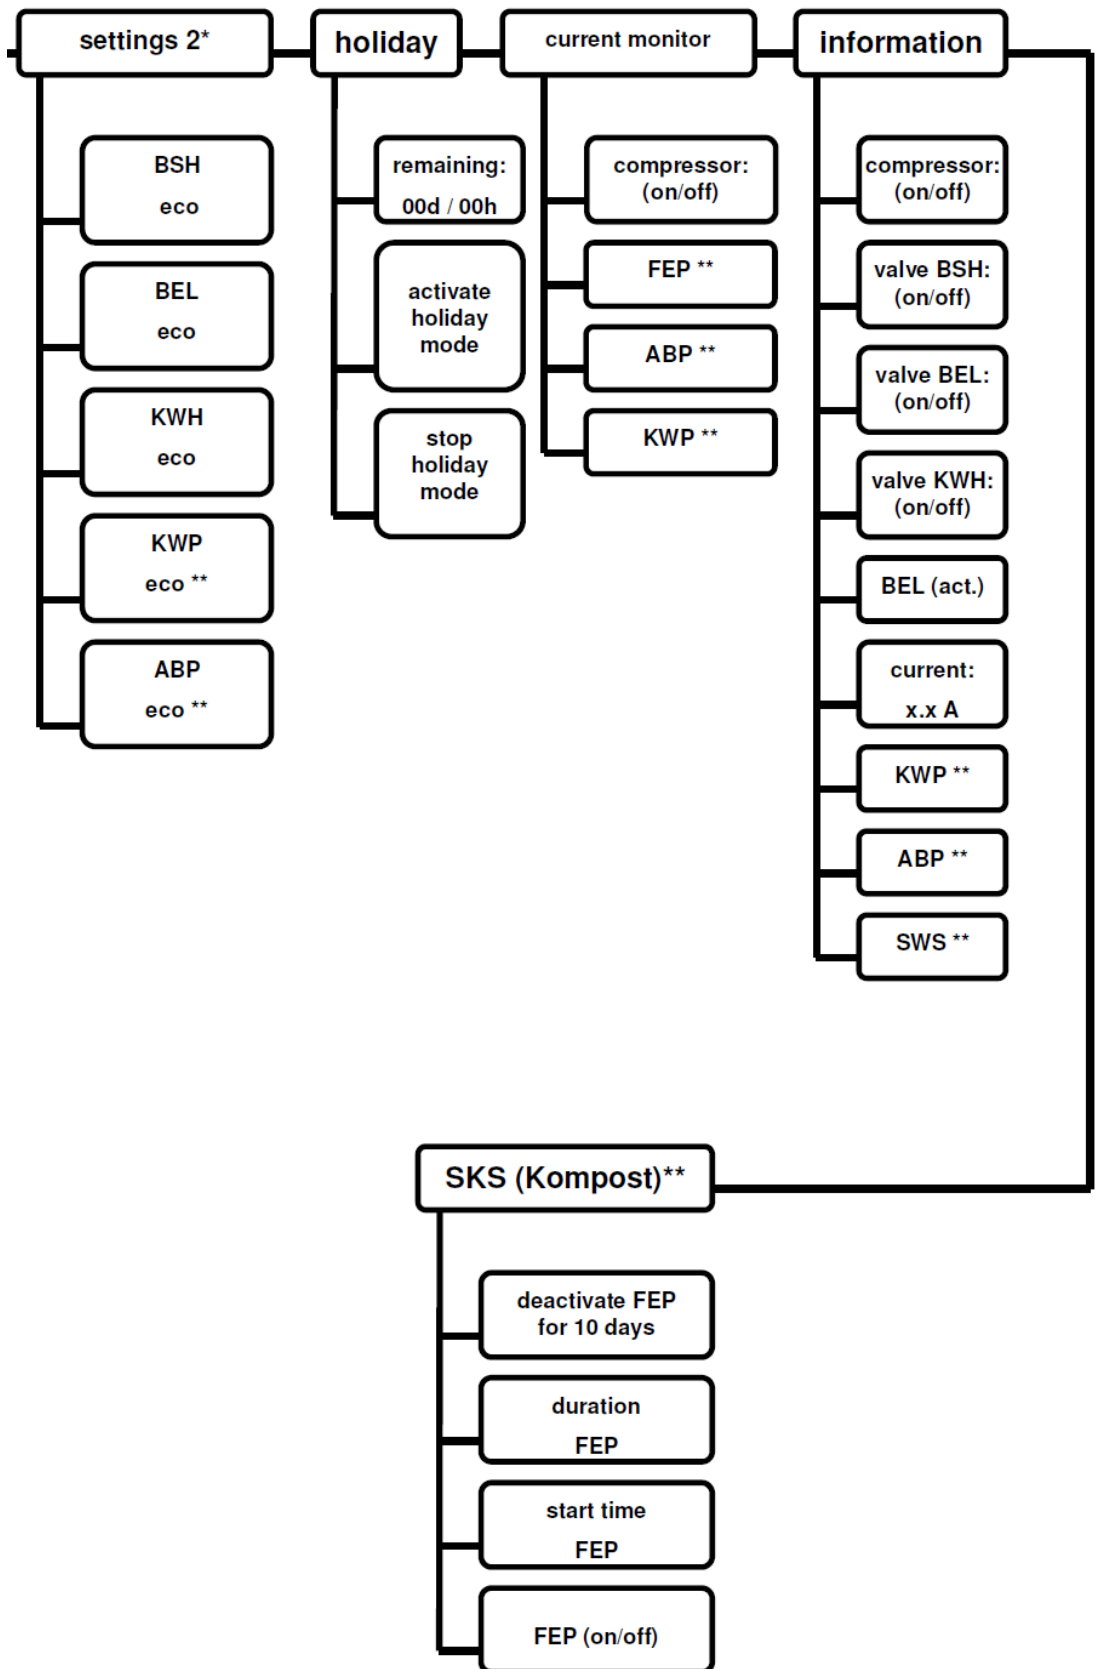 settings 2*
holiday
current monitor
information
BSH
eco
BEL
eco
KWH
eco
KWP
eco **
ABP
eco **
remaining:
00d / 00h
activate
holiday
mode
stop
holiday
mode
compressor:
(on/off)
FEP **
ABP **
KWP **
compressor:
(on/off)
valve BSH:
(on/off)
valve BEL:
(on/off)
valve KWH:
(on/off)
BEL (act.)
current:
x.x A
KWP **
ABP **
SWS **
SKS (Kompost)**
deactivate FEP
for 10 days
duration
FEP
start time
FEP
FEP (on/off)